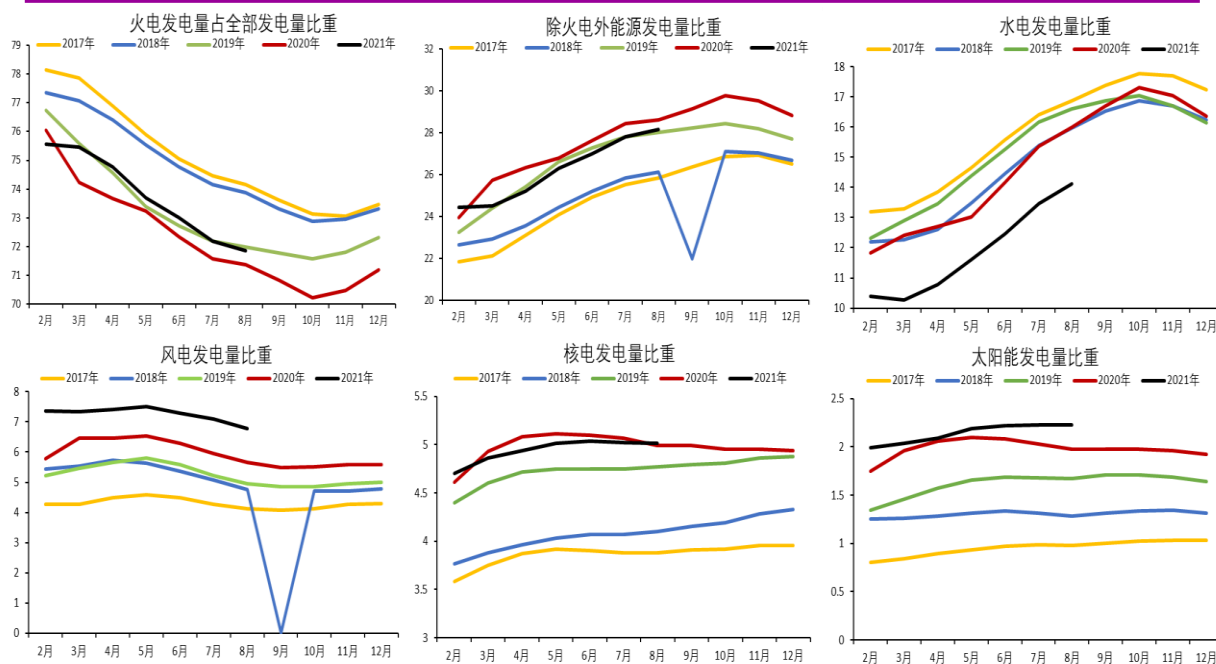 火电发电量占全部发电量比重
2017年 2018年 2019年 2020年 2021年
79
78
77
76
75
74
73
72
71
70
2月 3月 4月 5月 6月 7月 8月 9月 10月 11月 12月
除火电外能源发电量比重
2017年 2018年 2019年 2020年 2021年
32
30
28
26
24
22
20
2月 3月 4月 5月 6月 7月 8月 9月 10月 11月 12月
水电发电量比重
2017年 2018年 2019年 2020年 2021年
18
17
16
15
14
13
12
11
10
2月 3月 4月 5月 6月 7月 8月 9月 10月 11月 12月
风电发电量比重
2017年 2018年 2019年 2020年 2021年
8
7
6
5
4
3
2
1
0
2月 3月 4月 5月 6月 7月 8月 9月 10月 11月 12月
核电发电量比重
2017年 2018年 2019年 2020年 2021年
5.5
5
4.5
4
3.5
3
2月 3月 4月 5月 6月 7月 8月 9月 10月 11月 12月
太阳能发电量比重
2017年 2018年 2019年 2020年 2021年
2.5
2
1.5
1
0.5
0
2月 3月 4月 5月 6月 7月 8月 9月 10月 11月 12月